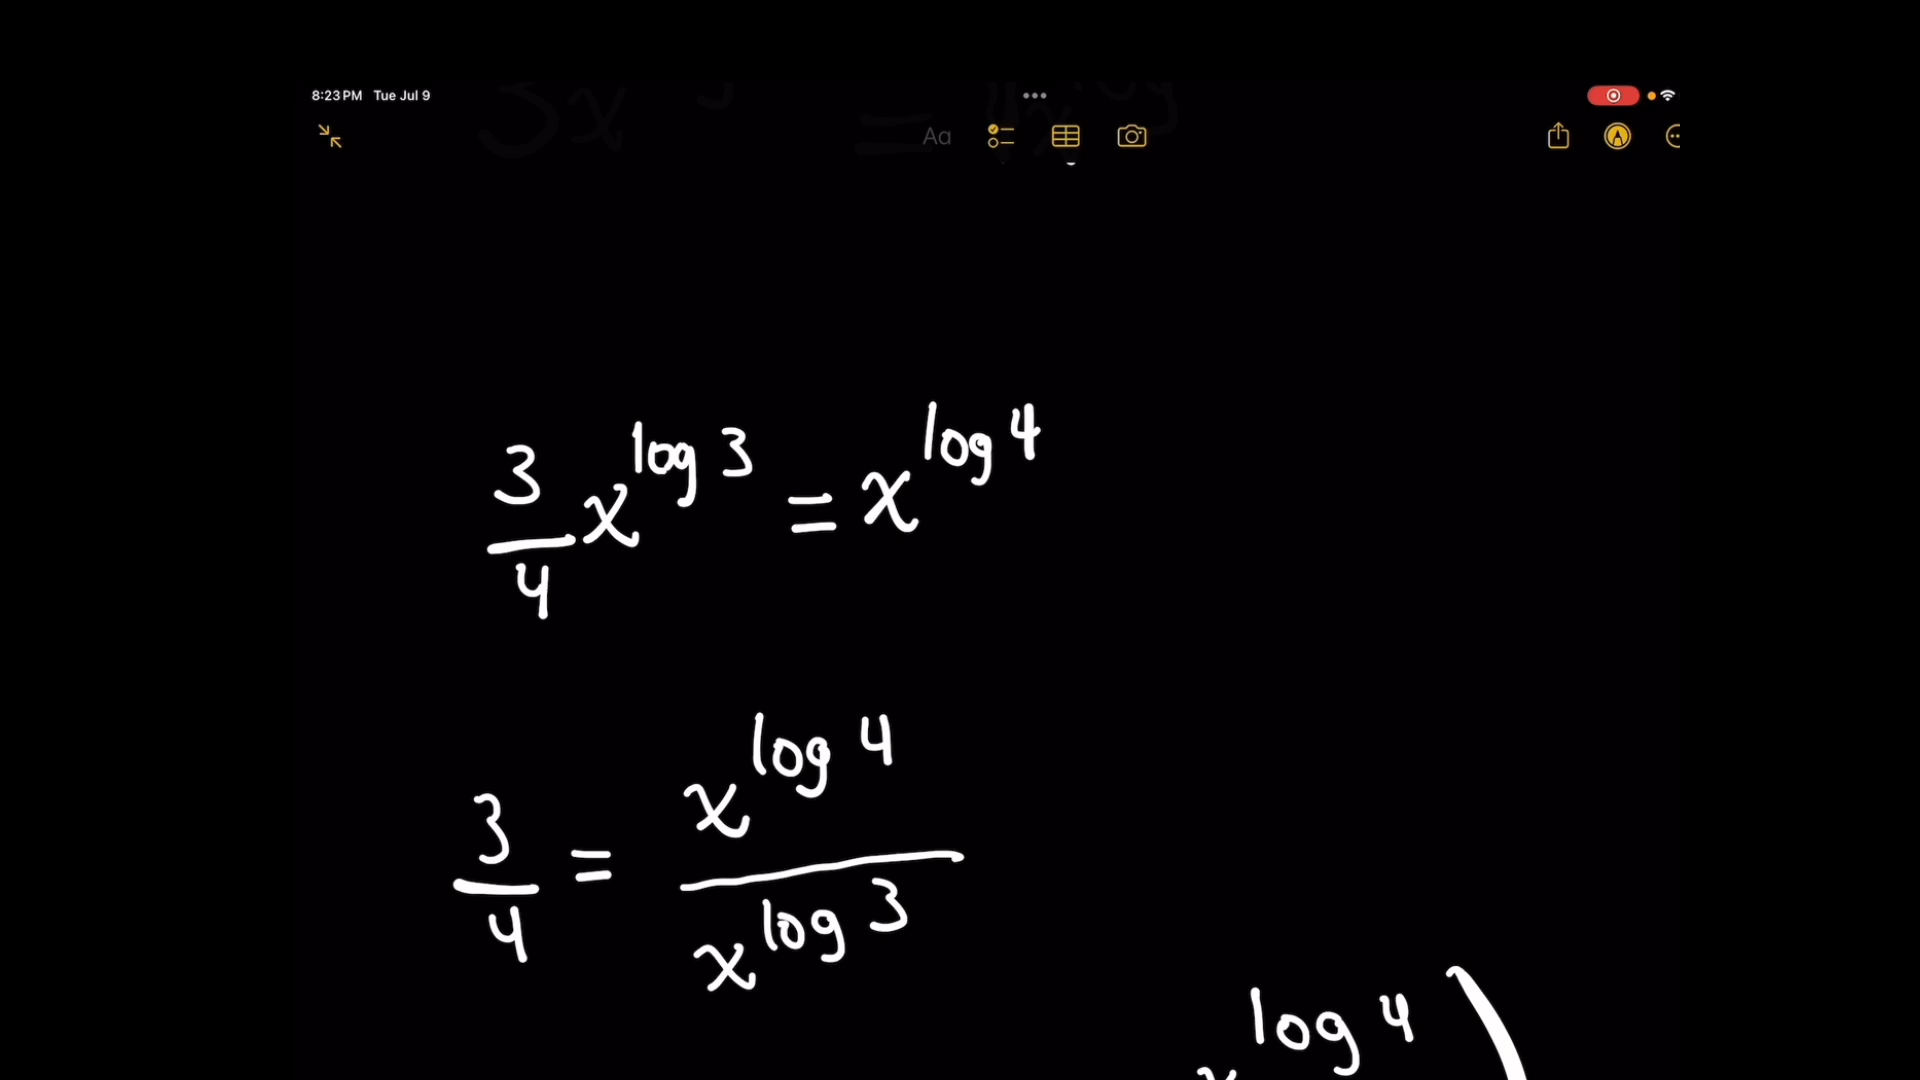 8:23 PM Tue Jul 9
Aa
3/4 x^log 3 = x^log 4
3/4 = x^log 4 / x^log 3
log 4 )